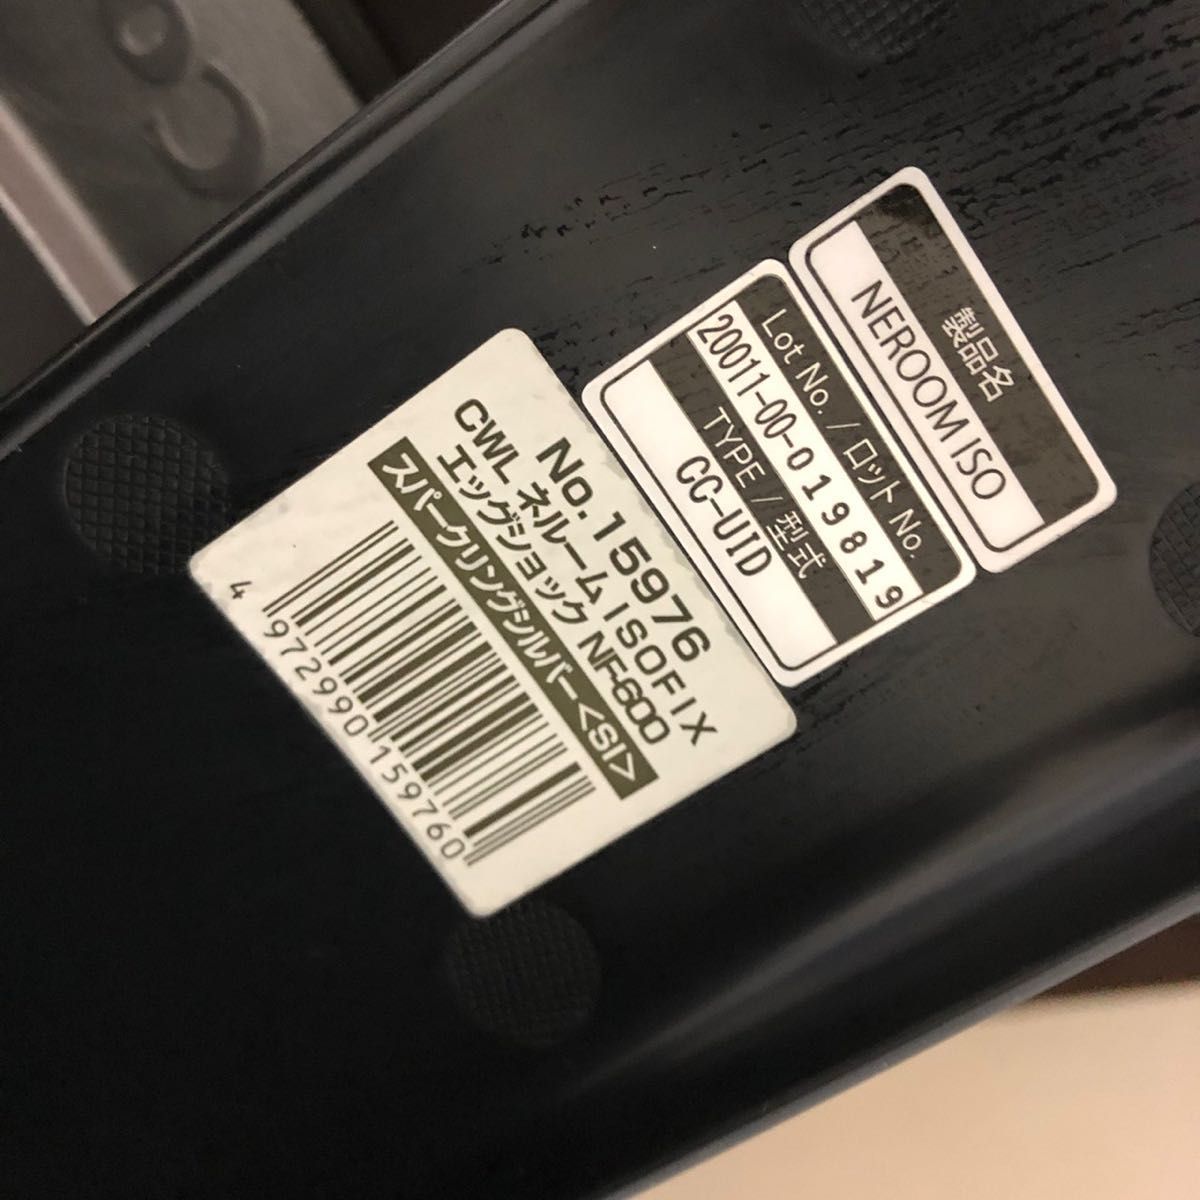 製品名
NEROOM ISO
Lot No. / ロット No.
20011-00-019819
TYPE / 型式
CC-UID
No.15976
CWL ネルーム ISOFIX
エッグショック NF-600
スパークリングシルバー<SI>
4 972990 159760